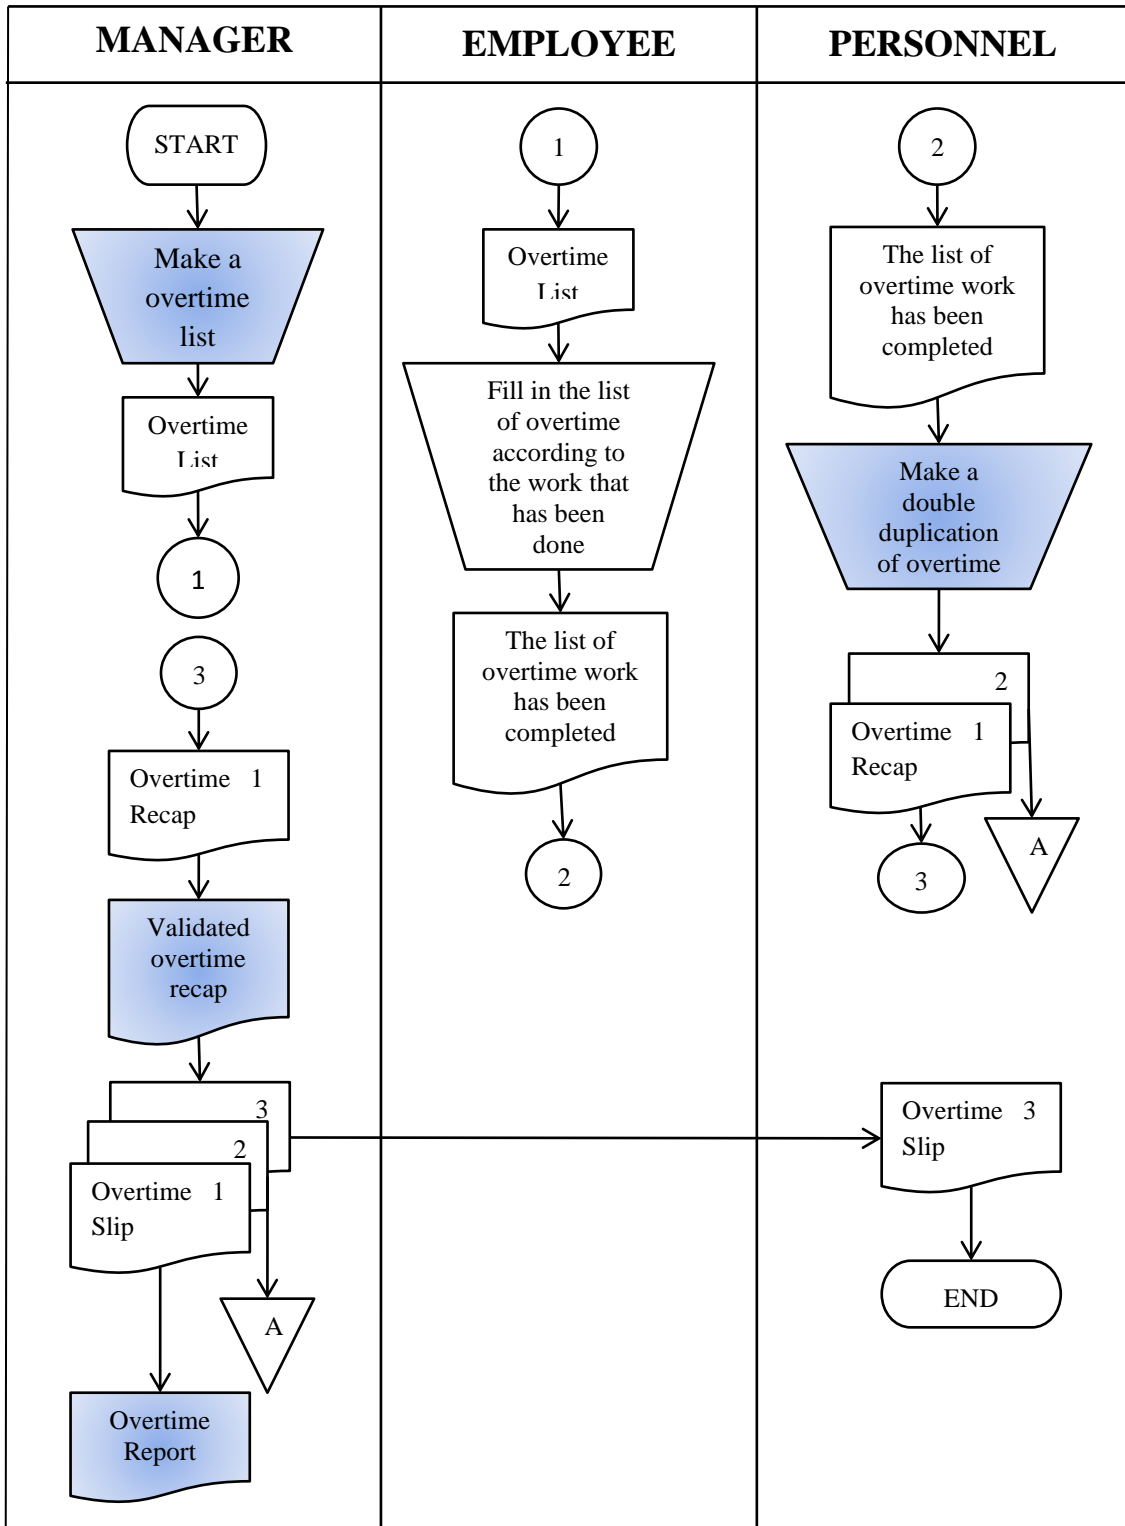 MANAGER
EMPLOYEE
PERSONNEL
START
Make a
overtime
list
Overtime
List
1
3
Overtime 1
Recap
Validated
overtime
recap
3
2
Overtime 1
Slip
A
Overtime
Report
1
Overtime
List
Fill in the list
of overtime
according to
the work that
has been
done
The list of
overtime work
has been
completed
2
2
The list of
overtime work
has been
completed
Make a
double
duplication
of overtime
2
Overtime 1
Recap
A
3
Overtime 3
Slip
END